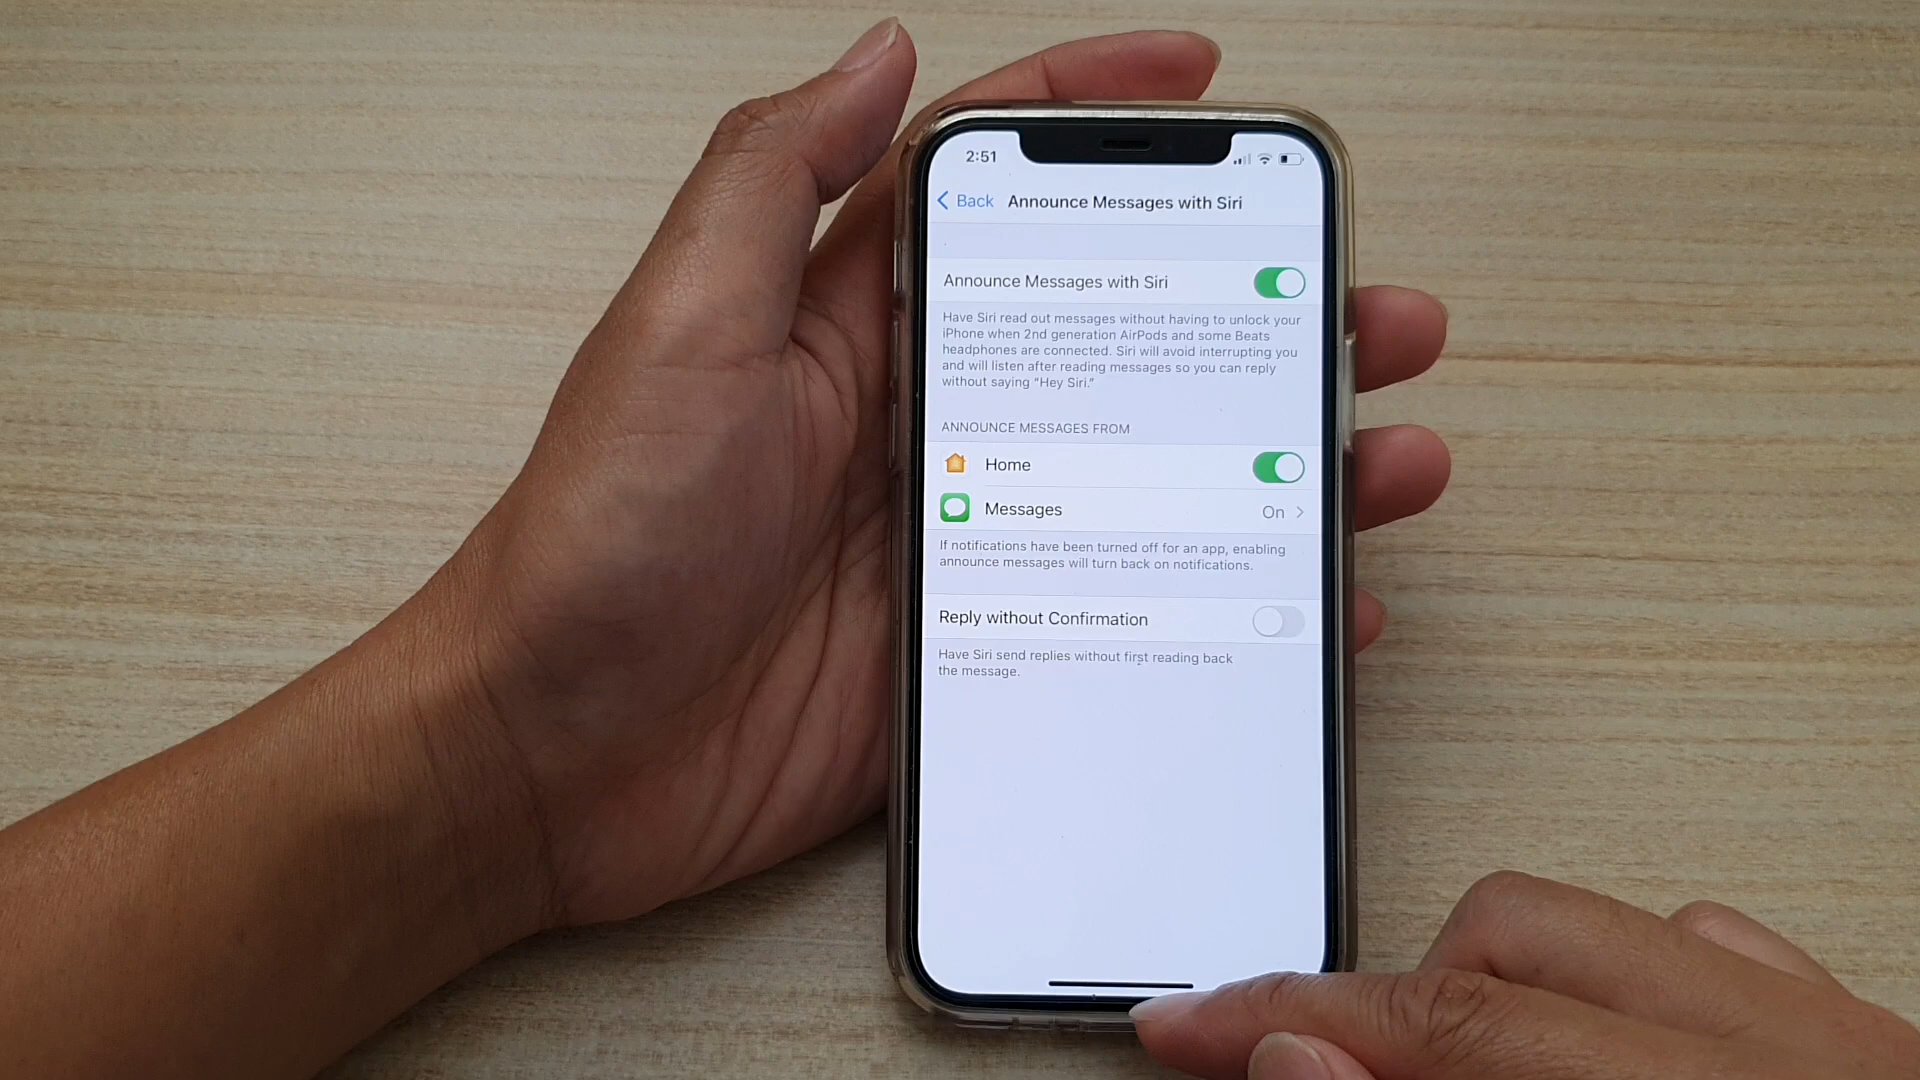 2:51
Back Announce Messages with Siri
Announce Messages with Siri
Have Siri read out messages without having to unlock your
iPhone when 2nd generation AirPods and some Beats
headphones are connected. Siri will avoid interrupting you
and will listen after reading messages so you can reply
without saying “Hey Siri.”
ANNOUNCE MESSAGES FROM
Home
Messages On
If notifications have been turned off for an app, enabling
announce messages will turn back on notifications.
Reply without Confirmation
Have Siri send replies without first reading back
the message.